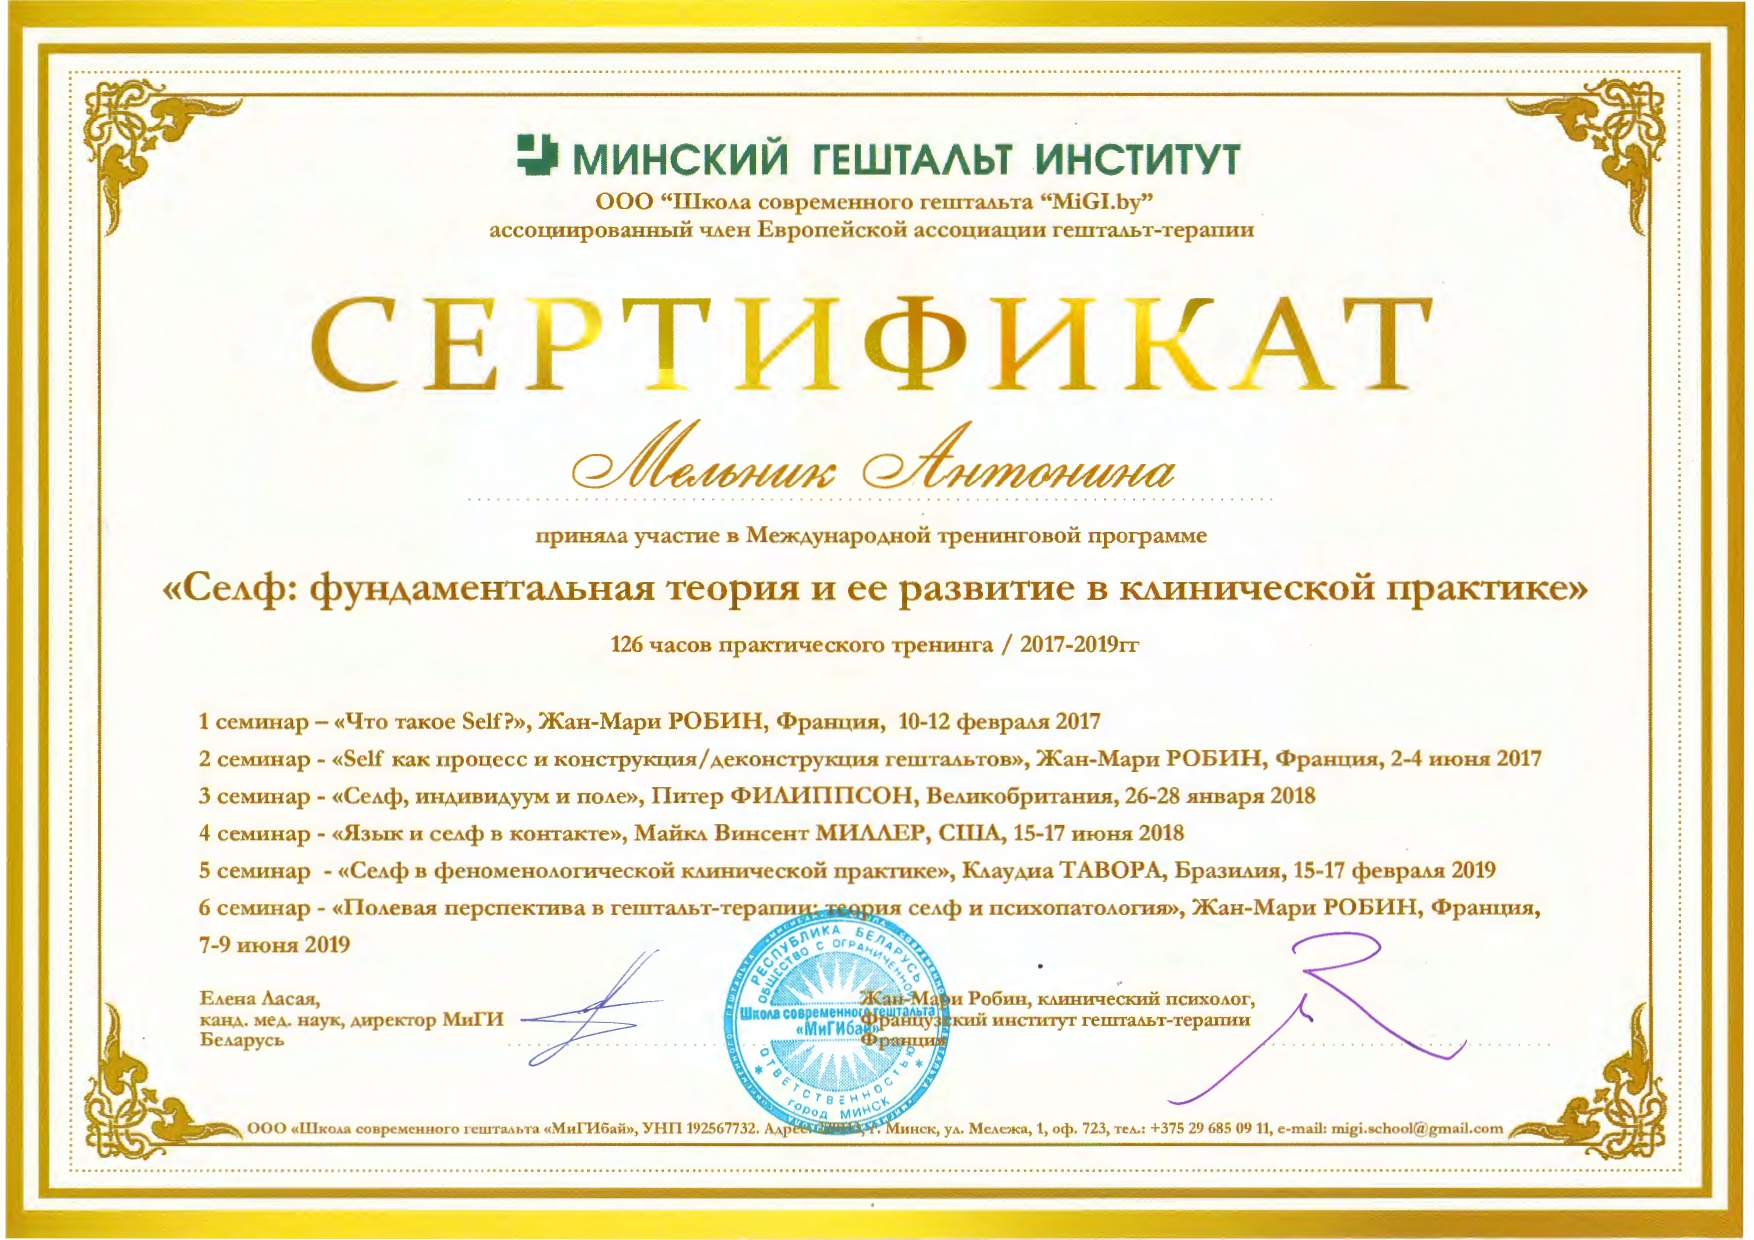 МИНСКИЙ ГЕШТАЛЬТ ИНСТИТУТ
ООО “Школа современного гештальта “MiGI.by”
ассоциированный член Европейской ассоциации гештальт-терапии
СЕРТИФИКАТ
Мельник Антонина
приняла участие в Международной тренинговой программе
«Селф: фундаментальная теория и ее развитие в клинической практике»
126 часов практического тренинга / 2017-2019гг
1 семинар – «Что такое Self?», Жан-Мари РОБИН, Франция, 10-12 февраля 2017
2 семинар - «Self как процесс и конструкция/деконструкция гештальтов», Жан-Мари РОБИН, Франция, 2-4 июня 2017
3 семинар - «Селф, индивидуум и поле», Питер ФИЛИППСОН, Великобритания, 26-28 января 2018
4 семинар - «Язык и селф в контакте», Майкл Винсент МИЛЛЕР, США, 15-17 июня 2018
5 семинар - «Селф в феноменологической клинической практике», Клаудиа ТАВОРА, Бразилия, 15-17 февраля 2019
6 семинар - «Полевая перспектива в гештальт-терапии: теория селф и психопатология», Жан-Мари РОБИН, Франция,
7-9 июня 2019
Елена Ласая,
канд. мед. наук, директор МиГИ
Беларусь
РЕСПУБЛИКА БЕЛАРУСЬ
ОБЩЕСТВО С ОГРАНИЧЕННОЙ
Школа современного гештальта
«МиГИбай»
ОТВЕТСТВЕННОСТЬЮ
ГОРОД МИНСК
Жан-Мари Робин, клинический психолог,
Французский институт гештальт-терапии
Франция
ООО «Школа современного гештальта «МиГИбай», УНП 192567732. Адрес: г. Минск, ул. Мележа, 1, оф. 723, тел.: +375 29 685 09 11, e-mail: migi.school@gmail.com